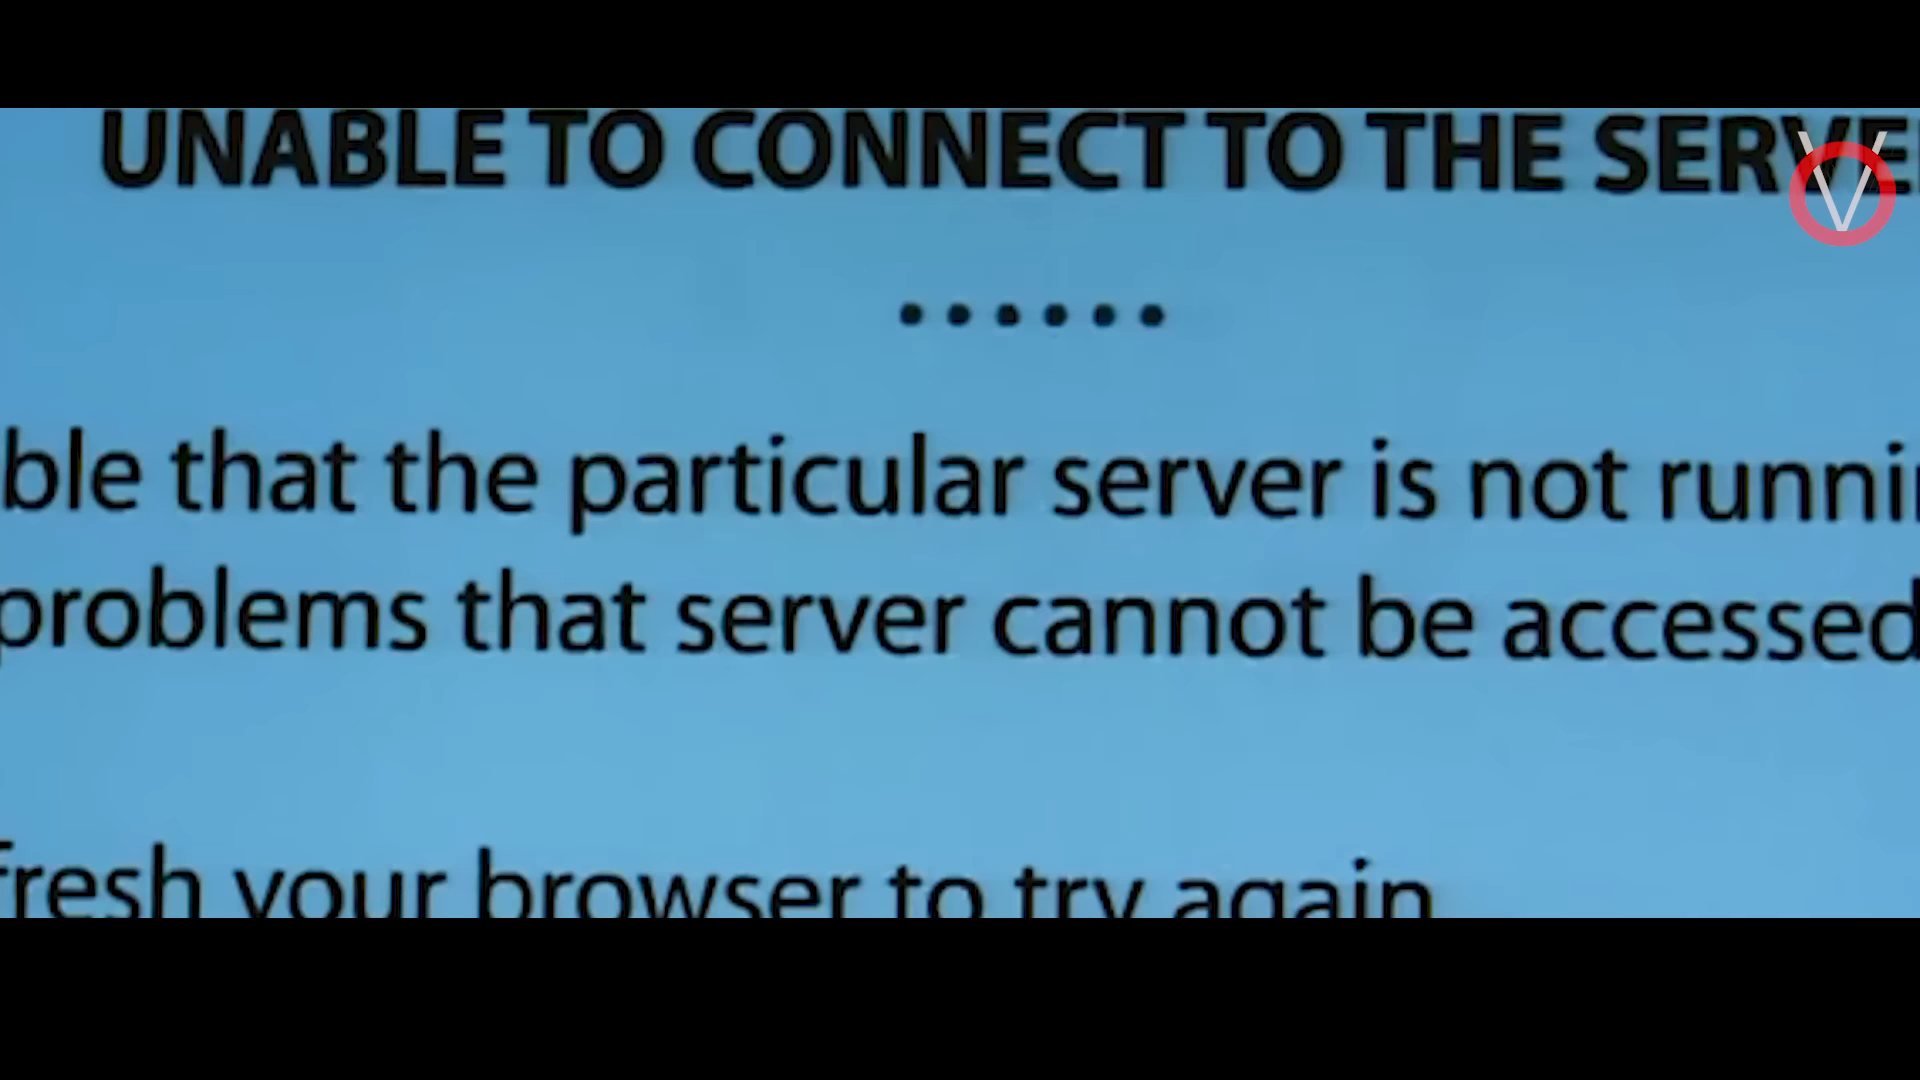 UNABLE TO CONNECT TO THE SERVE
••••••
ble that the particular server is not runni
problems that server cannot be accessed
fresh your browser to try again
V